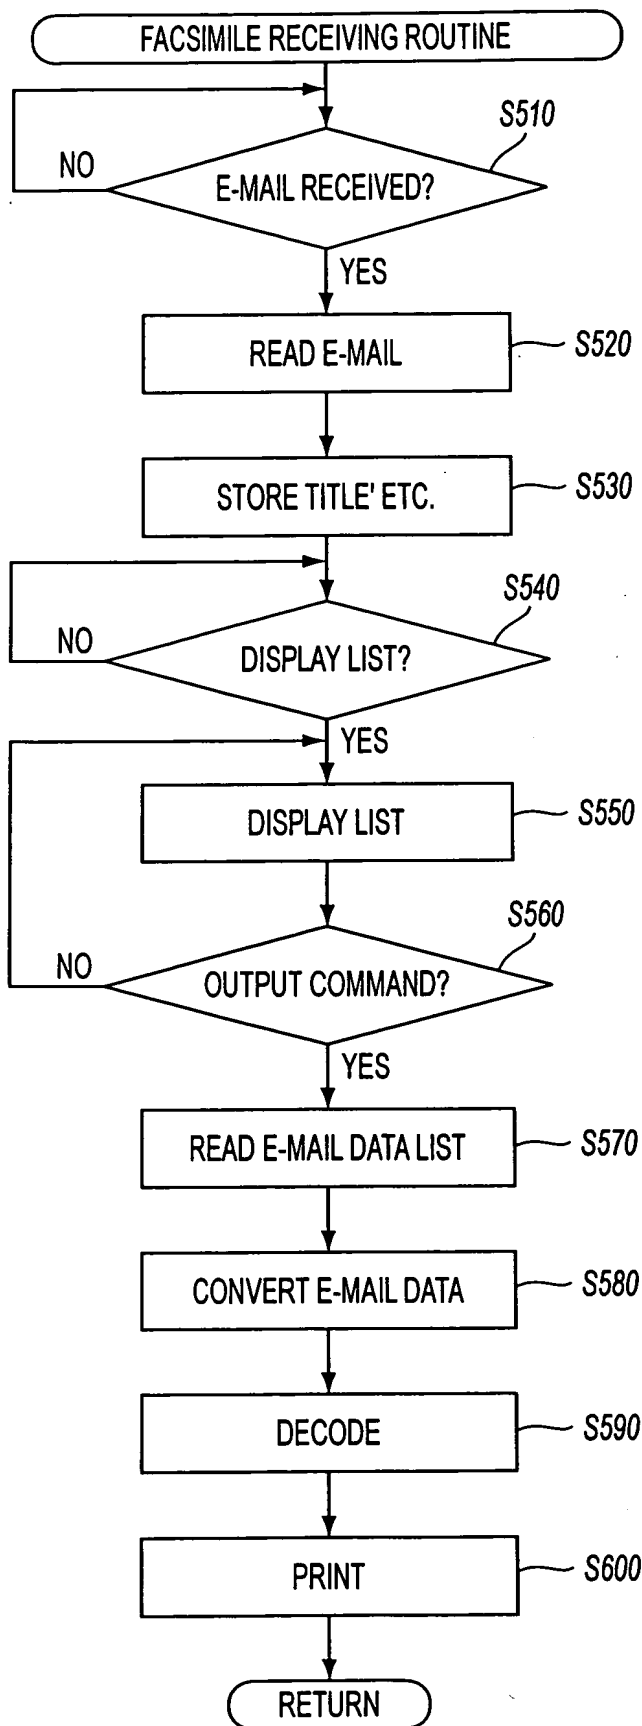 FACSIMILE RECEIVING ROUTINE
S510
NO
E-MAIL RECEIVED?
YES
READ E-MAIL
S520
STORE TITLE' ETC.
S530
S540
NO
DISPLAY LIST?
YES
DISPLAY LIST
S550
S560
NO
OUTPUT COMMAND?
YES
READ E-MAIL DATA LIST
S570
CONVERT E-MAIL DATA
S580
DECODE
S590
PRINT
S600
RETURN